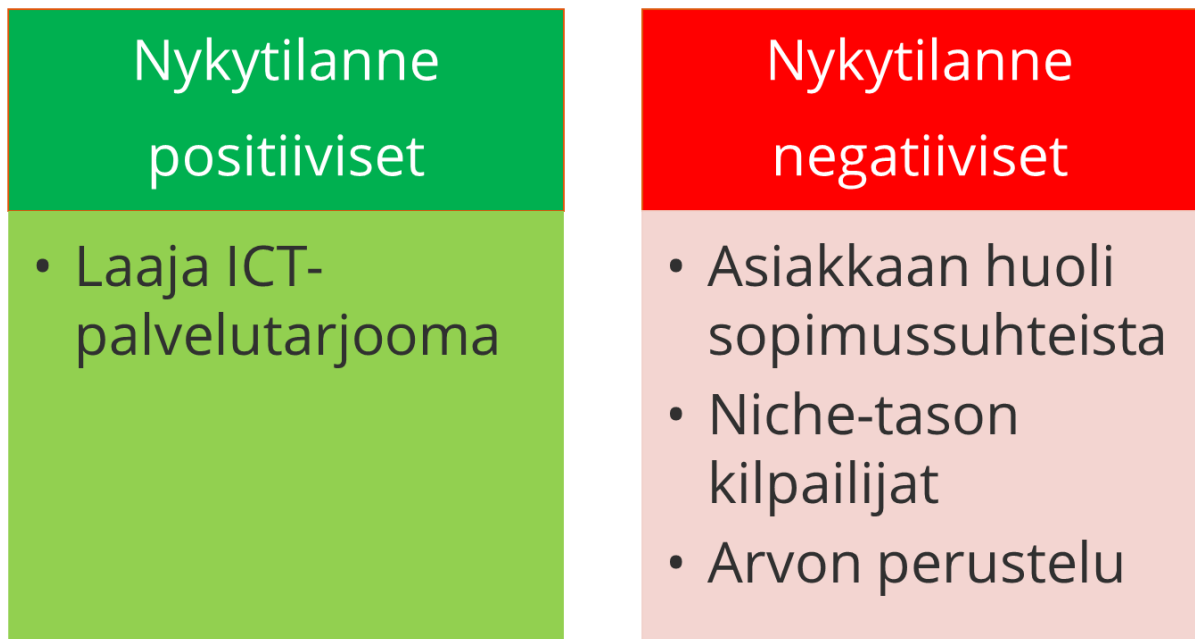 Nykytilanne
positiiviset
• Laaja ICT-
palvelutarjooma
Nykytilanne
negatiiviset
• Asiakkaan huoli
sopimussuhteista
• Niche-tason
kilpailijat
• Arvon perustelu